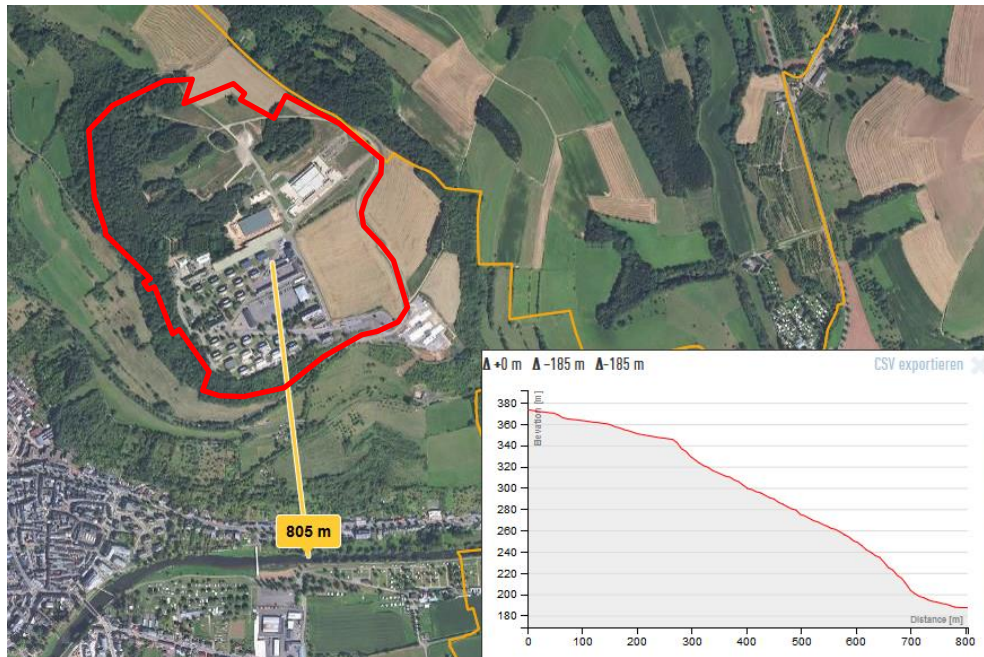 805 m
Δ +0 m Δ -185 m Δ-185 m
CSV exportieren
Elevation [m]
380
360
340
320
300
280
260
240
220
200
180
Distance [m]
0 100 200 300 400 500 600 700 800